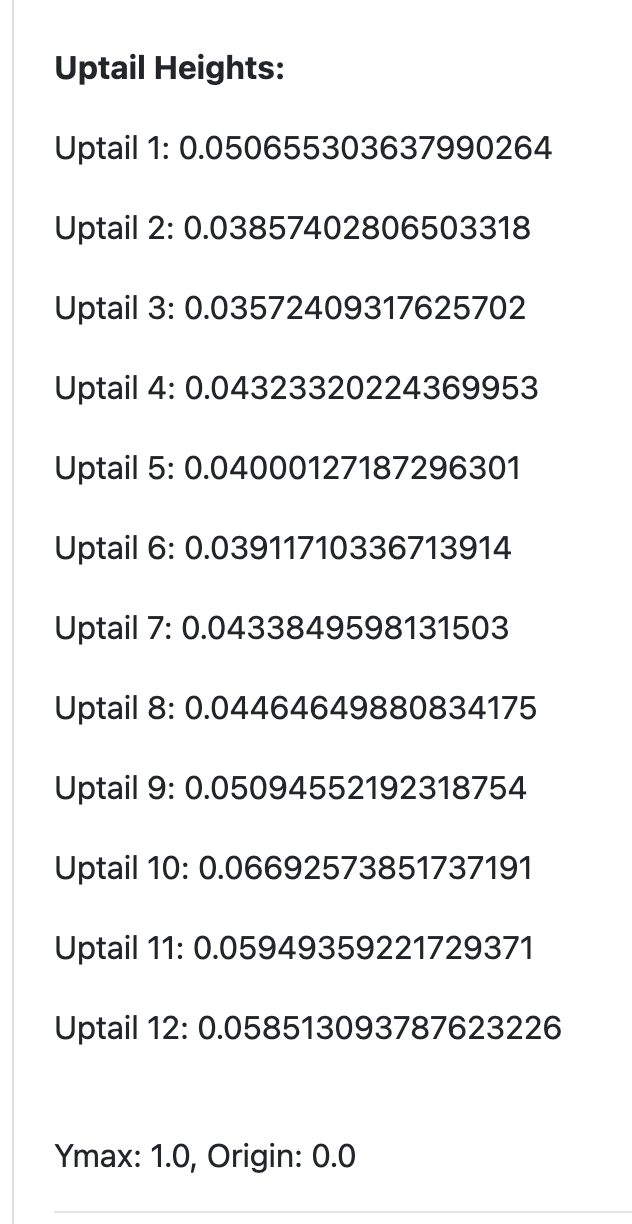 Uptail Heights:
Uptail 1: 0.050655303637990264
Uptail 2: 0.03857402806503318
Uptail 3: 0.03572409317625702
Uptail 4: 0.04323320224369953
Uptail 5: 0.04000127187296301
Uptail 6: 0.03911710336713914
Uptail 7: 0.0433849598131503
Uptail 8: 0.04464649880834175
Uptail 9: 0.05094552192318754
Uptail 10: 0.06692573851737191
Uptail 11: 0.05949359221729371
Uptail 12: 0.058513093787623226
Ymax: 1.0, Origin: 0.0